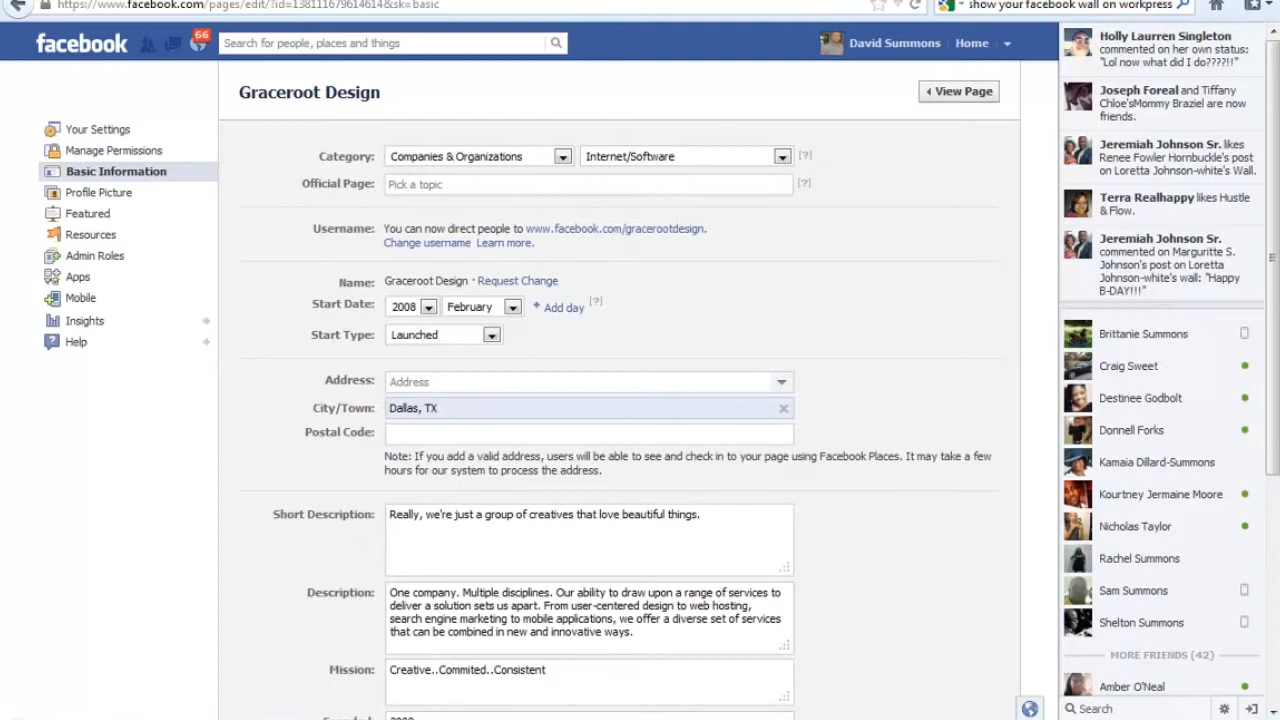 https://www.facebook.com/pages/edit/?id=138111679614614&sk=basic
show your facebook wall on workpress
facebook
66
Search for people, places and things
David Summons
Home
Graceroot Design
View Page
Your Settings
Manage Permissions
Basic Information
Profile Picture
Featured
Resources
Admin Roles
Apps
Mobile
Insights
Help
Category:
Companies & Organizations
Internet/Software
[?]
Official Page:
Pick a topic
[?]
Username:
You can now direct people to www.facebook.com/gracerootdesign.
Change username Learn more.
Name:
Graceroot Design · Request Change
Start Date:
2008
February
+ Add day
[?]
Start Type:
Launched
Address:
Address
City/Town:
Dallas, TX
Postal Code:
Note: If you add a valid address, users will be able to see and check in to your page using Facebook Places. It may take a few
hours for our system to process the address.
Short Description:
Really, we're just a group of creatives that love beautiful things.
Description:
One company. Multiple disciplines. Our ability to draw upon a range of services to
deliver a solution sets us apart. From user-centered design to web hosting,
search engine marketing to mobile applications, we offer a diverse set of services
that can be combined in new and innovative ways.
Mission:
Creative..Commited..Consistent
Holly Laurren Singleton
commented on her own status:
"Lol now what did I do????!!"
Joseph Foreal and Tiffany
Chloe'sMommy Braziel are now
friends.
Jeremiah Johnson Sr. likes
Renee Fowler Hornbuckle's post
on Loretta Johnson-white's Wall.
Terra Realhappy likes Hustle
& Flow.
Jeremiah Johnson Sr.
commented on Marguritte S.
Johnson's post on Loretta
Johnson-white's wall: "Happy
B-DAY!!!"
Brittanie Summons
Craig Sweet
Destinee Godbolt
Donnell Forks
Kamaia Dillard-Summons
Kourtney Jermaine Moore
Nicholas Taylor
Rachel Summons
Sam Summons
Shelton Summons
MORE FRIENDS (42)
Amber O'Neal
Search